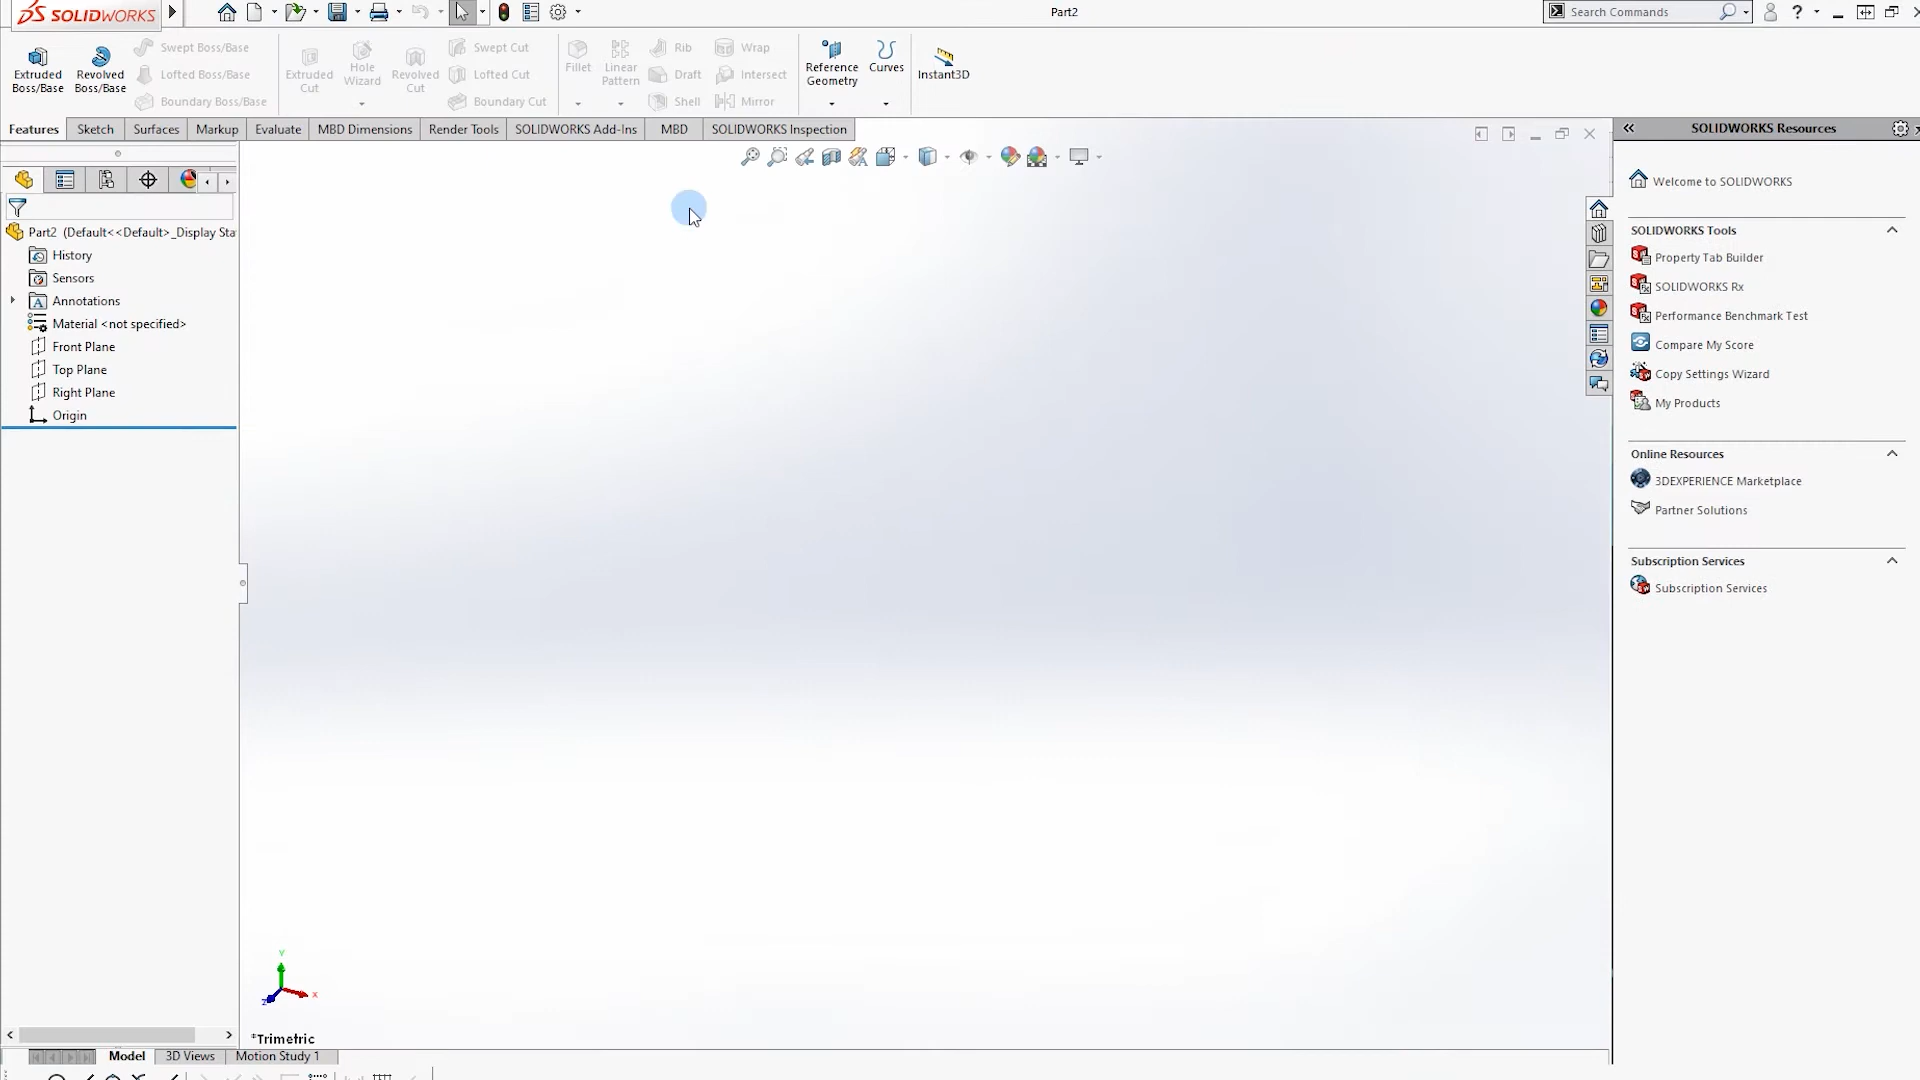 SOLIDWORKS
Part2
Search Commands
?
Extruded Boss/Base
Revolved Boss/Base
Swept Boss/Base
Lofted Boss/Base
Boundary Boss/Base
Extruded Cut
Hole Wizard
Revolved Cut
Swept Cut
Lofted Cut
Boundary Cut
Fillet
Linear Pattern
Rib
Draft
Shell
Wrap
Intersect
Mirror
Reference Geometry
Curves
Instant3D
Features
Sketch
Surfaces
Markup
Evaluate
MBD Dimensions
Render Tools
SOLIDWORKS Add-Ins
MBD
SOLIDWORKS Inspection
Part2 (Default<<Default>_Display Sta
History
Sensors
Annotations
Material <not specified>
Front Plane
Top Plane
Right Plane
Origin
SOLIDWORKS Resources
Welcome to SOLIDWORKS
SOLIDWORKS Tools
Property Tab Builder
SOLIDWORKS Rx
Performance Benchmark Test
Compare My Score
Copy Settings Wizard
My Products
Online Resources
3DEXPERIENCE Marketplace
Partner Solutions
Subscription Services
Subscription Services
Y
X
Z
*Trimetric
Model
3D Views
Motion Study 1